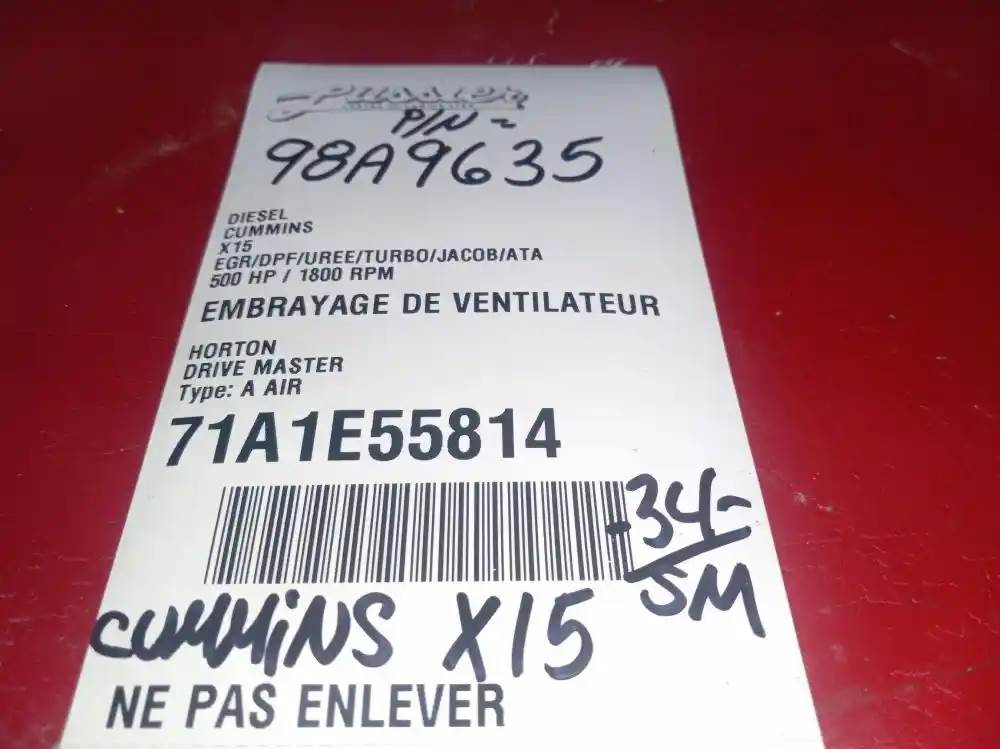 P/N -
98A9635
DIESEL
CUMMINS
X15
EGR/DPF/UREE/TURBO/JACOB/ATA
500 HP / 1800 RPM
EMBRAYAGE DE VENTILATEUR
HORTON
DRIVE MASTER
Type: A AIR
71A1E55814
-34-
SM
CUMMiNS X15
NE PAS ENLEVER